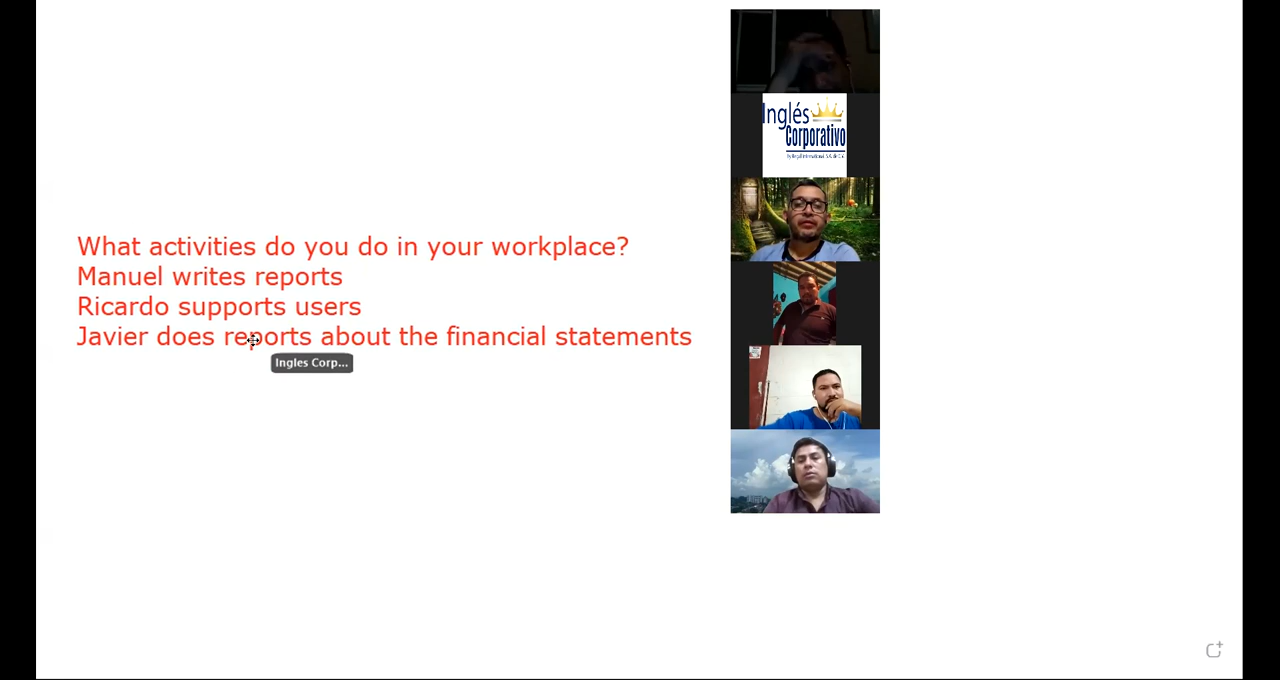 What activities do you do in your workplace?
Manuel writes reports
Ricardo supports users
Javier does reports about the financial statements
Ingles Corp...
Inglés
Corporativo